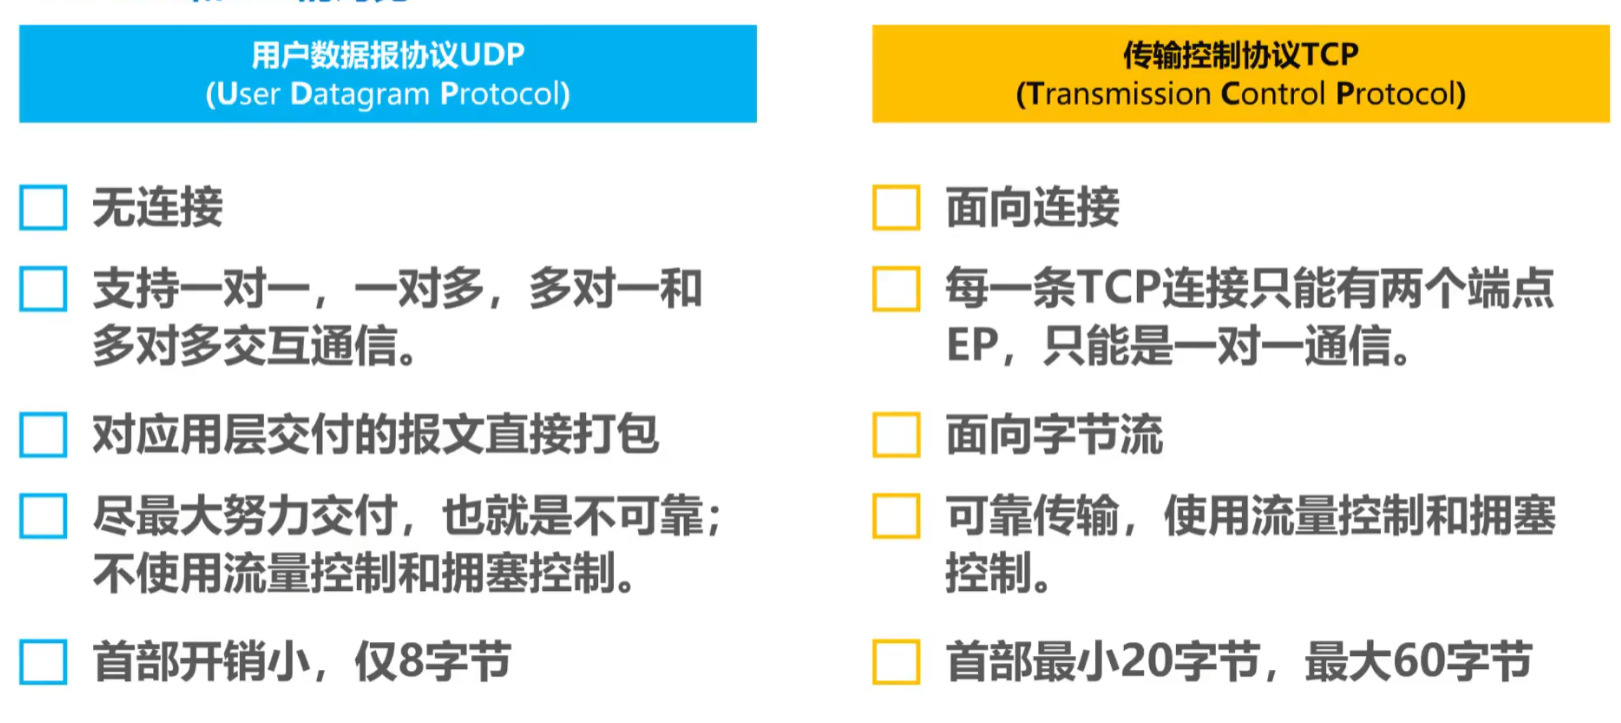 用户数据报协议UDP
(User Datagram Protocol)
无连接
支持一对一，一对多，多对一和
多对多交互通信。
对应用层交付的报文直接打包
尽最大努力交付，也就是不可靠；
不使用流量控制和拥塞控制。
首部开销小，仅8字节
传输控制协议TCP
(Transmission Control Protocol)
面向连接
每一条TCP连接只能有两个端点
EP，只能是一对一通信。
面向字节流
可靠传输，使用流量控制和拥塞
控制。
首部最小20字节，最大60字节